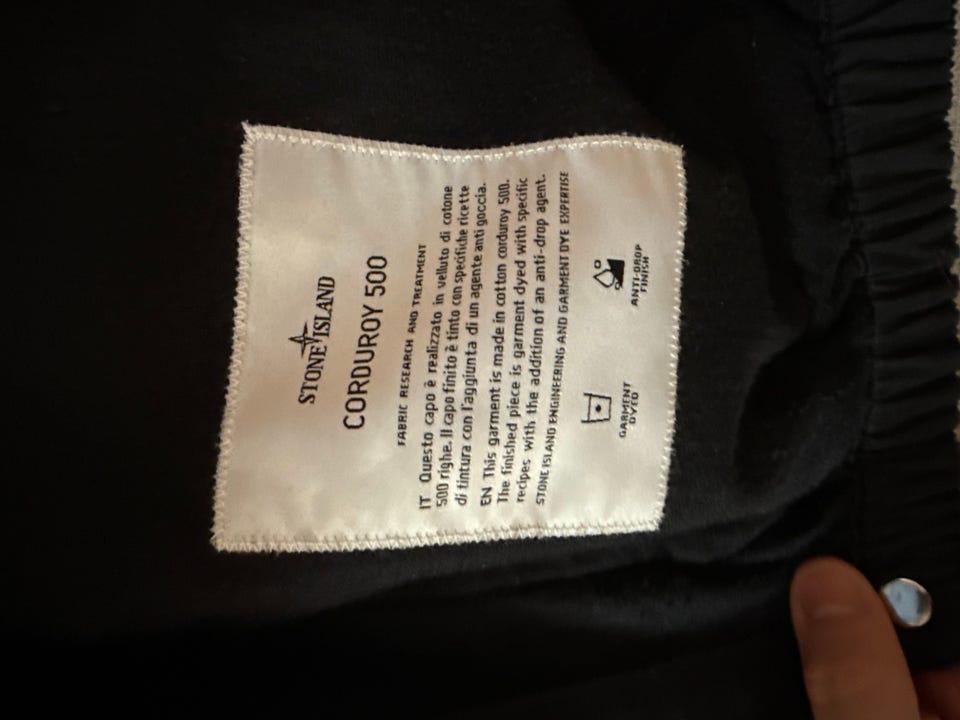 STONE ISLAND
CORDUROY 500
FABRIC RESEARCH AND TREATMENT
IT Questo capo è realizzato in velluto di cotone
500 righe. Il capo finito è tinto con specifiche ricette
di tintura con l'aggiunta di un agente anti goccia.
EN This garment is made in cotton corduroy 500.
The finished piece is garment dyed with specific
recipes with the addition of an anti-drop agent.
STONE ISLAND ENGINEERING AND GARMENT DYE EXPERTISE
GARMENT
DYED
ANTI-DROP
FINISH